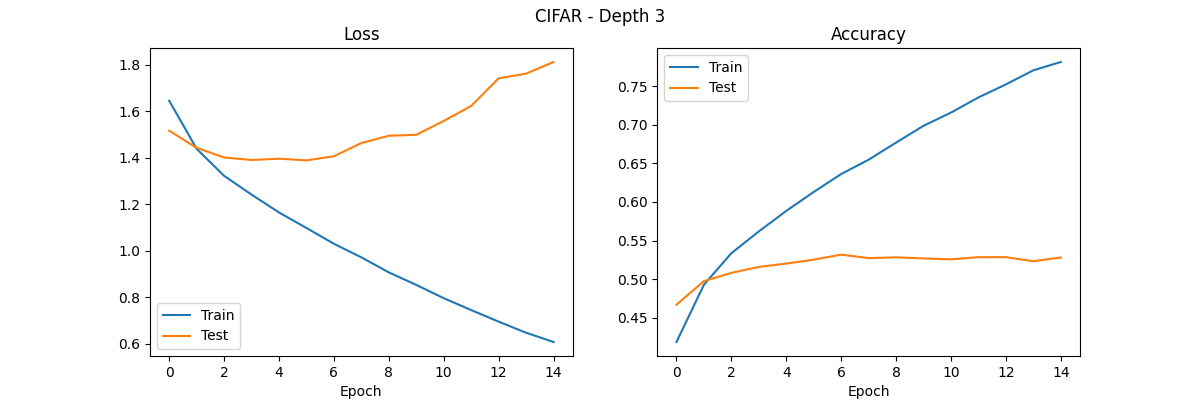 CIFAR - Depth 3
Loss
1.8
1.6
1.4
1.2
1.0
0.8
0.6
Train
Test
0 2 4 6 8 10 12 14
Epoch
Accuracy
Train
Test
0.75
0.70
0.65
0.60
0.55
0.50
0.45
0 2 4 6 8 10 12 14
Epoch